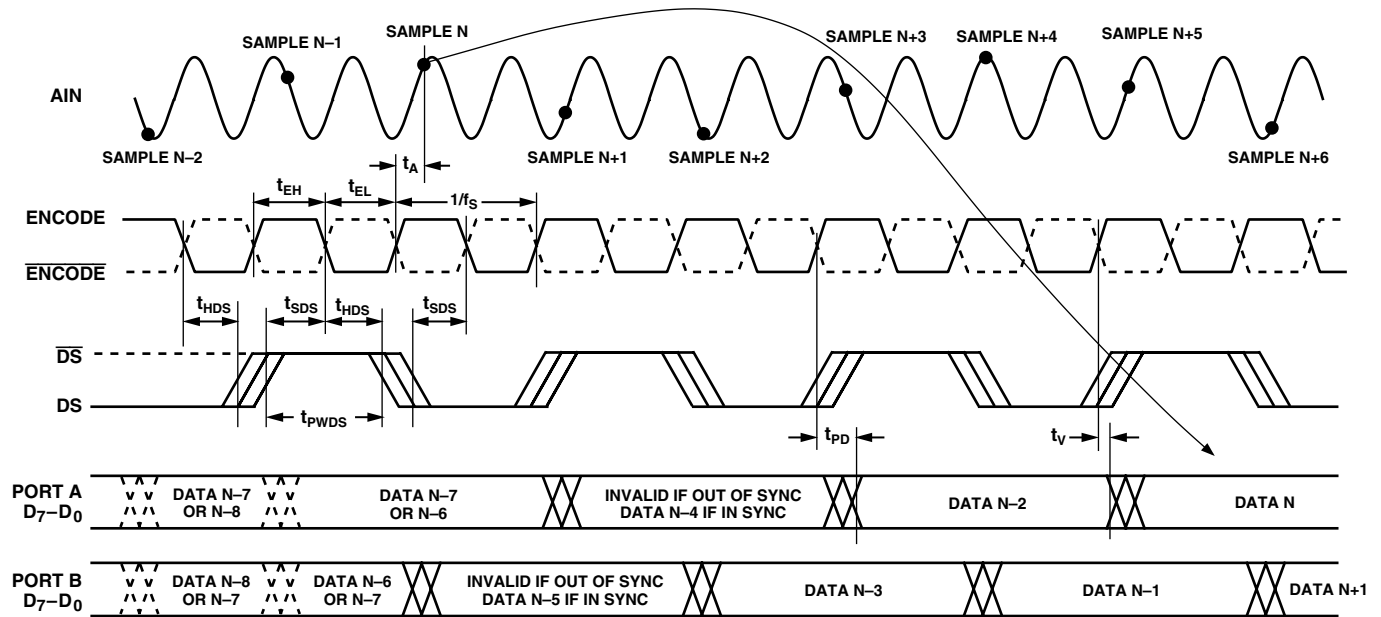 SAMPLE N
SAMPLE N–1
SAMPLE N+3
SAMPLE N+4
SAMPLE N+5
AIN
SAMPLE N–2
SAMPLE N+1
SAMPLE N+2
SAMPLE N+6
tA
tEH
tEL
1/fS
ENCODE
ENCODE
tHDS
tSDS
tHDS
tSDS
DS
DS
tPWDS
tPD
tV
PORT A
D7–D0
DATA N–7
OR N–8
DATA N–7
OR N–6
INVALID IF OUT OF SYNC
DATA N–4 IF IN SYNC
DATA N–2
DATA N
PORT B
D7–D0
DATA N–8
OR N–7
DATA N–6
OR N–7
INVALID IF OUT OF SYNC
DATA N–5 IF IN SYNC
DATA N–3
DATA N–1
DATA N+1